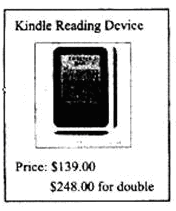 Kindle Reading Device
Price: $139.00
$248.00 for double